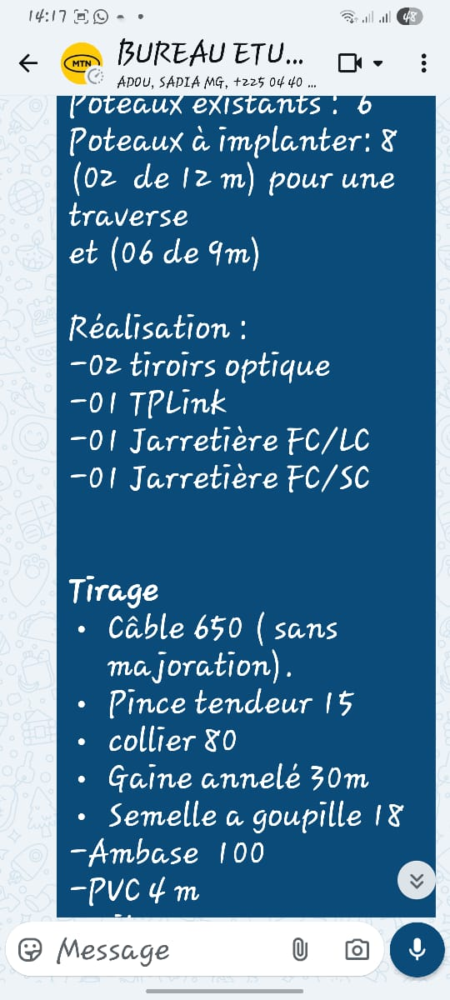 14:17
48
MTN
BUREAU ETU...
ADOU, SADIA MG, +225 04 40 ...
Poteaux existants : 6
Poteaux à implanter: 8
(02 de 12 m) pour une
traverse
et (06 de 9m)
Réalisation :
-02 tiroirs optique
-01 TPLink
-01 Jarretière FC/LC
-01 Jarretière FC/SC
Tirage
• Câble 650 ( sans
majoration).
• Pince tendeur 15
• collier 80
• Gaine annelé 30m
• Semelle a goupille 18
-Ambase 100
-PVC 4 m
Message